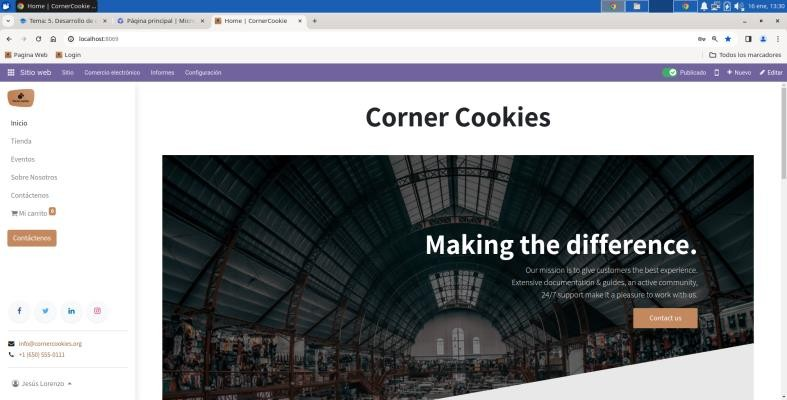 Home | CornerCookie ...
16 ene, 13:30
Tema: 5. Desarrollo de
Página principal | Micr
Home | CornerCookie
localhost:8069
Pagina Web
Login
Todos los marcadores
Sitio web
Sitio
Comercio electrónico
Informes
Configuración
Publicado
Nuevo
Editar
Inicio
Tienda
Eventos
Sobre Nosotros
Contáctenos
Mi carrito
Contáctenos
info@cornercookies.org
+1 (650) 555-0111
Jesús Lorenzo
Corner Cookies
Making the difference.
Our mission is to give customers the best experience.
Extensive documentation & guides, an active community,
24/7 support make it a pleasure to work with us.
Contact us